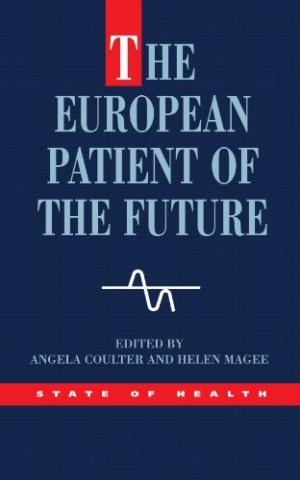 THE
EUROPEAN
PATIENT OF
THE FUTURE
EDITED BY
ANGELA COULTER AND HELEN MAGEE
STATE OF HEALTH